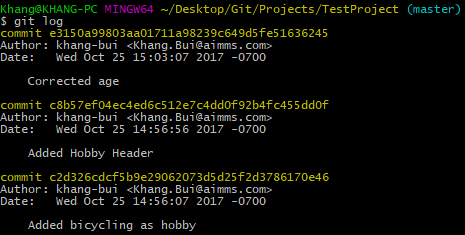 Khang@KHANG-PC MINGW64 ~/Desktop/Git/Projects/TestProject (master)
$ git log
commit e3150a99803aa01711a98239c649d5fe51636245
Author: khang-bui <Khang.Bui@aimms.com>
Date:   Wed Oct 25 15:03:07 2017 -0700
    Corrected age
commit c8b57ef04ec4ed6c512e7c4dd0f92b4fc455dd0f
Author: khang-bui <Khang.Bui@aimms.com>
Date:   Wed Oct 25 14:56:56 2017 -0700
    Added Hobby Header
commit c2d326cdcf5b9e29062073d5d25f2d3786170e46
Author: khang-bui <Khang.Bui@aimms.com>
Date:   Wed Oct 25 14:56:07 2017 -0700
    Added bicycling as hobby